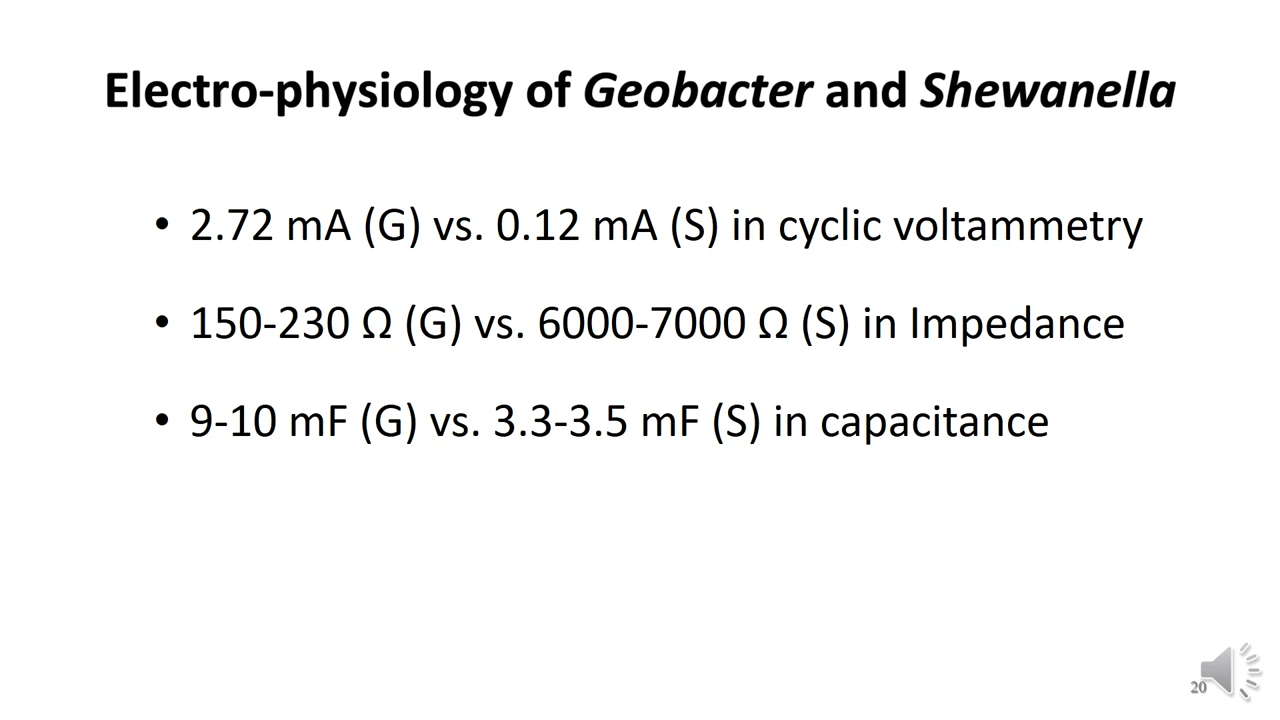 Electro-physiology of Geobacter and Shewanella
• 2.72 mA (G) vs. 0.12 mA (S) in cyclic voltammetry
• 150-230 Ω (G) vs. 6000-7000 Ω (S) in Impedance
• 9-10 mF (G) vs. 3.3-3.5 mF (S) in capacitance
20